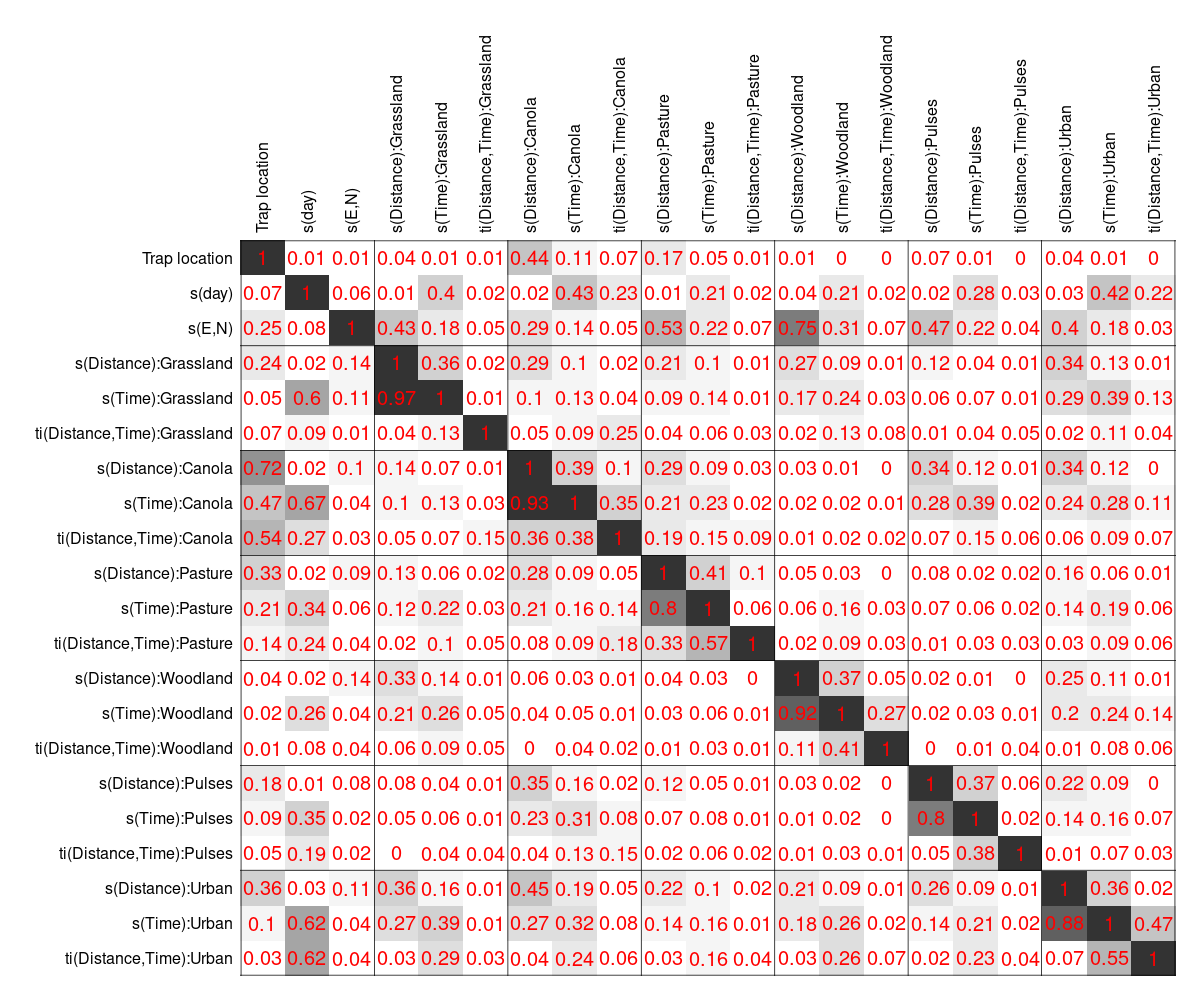 Trap location
s(day)
s(E,N)
s(Distance):Grassland
s(Time):Grassland
ti(Distance,Time):Grassland
s(Distance):Canola
s(Time):Canola
ti(Distance,Time):Canola
s(Distance):Pasture
s(Time):Pasture
ti(Distance,Time):Pasture
s(Distance):Woodland
s(Time):Woodland
ti(Distance,Time):Woodland
s(Distance):Pulses
s(Time):Pulses
ti(Distance,Time):Pulses
s(Distance):Urban
s(Time):Urban
ti(Distance,Time):Urban
Trap location 1 0.01 0.01 0.04 0.01 0.01 0.44 0.11 0.07 0.17 0.05 0.01 0.01 0 0 0.07 0.01 0 0.04 0.01 0
s(day) 0.07 1 0.06 0.01 0.4 0.02 0.02 0.43 0.23 0.01 0.21 0.02 0.04 0.21 0.02 0.02 0.28 0.03 0.03 0.42 0.22
s(E,N) 0.25 0.08 1 0.43 0.18 0.05 0.29 0.14 0.05 0.53 0.22 0.07 0.75 0.31 0.07 0.47 0.22 0.04 0.4 0.18 0.03
s(Distance):Grassland 0.24 0.02 0.14 1 0.36 0.02 0.29 0.1 0.02 0.21 0.1 0.01 0.27 0.09 0.01 0.12 0.04 0.01 0.34 0.13 0.01
s(Time):Grassland 0.05 0.6 0.11 0.97 1 0.01 0.1 0.13 0.04 0.09 0.14 0.01 0.17 0.24 0.03 0.06 0.07 0.01 0.29 0.39 0.13
ti(Distance,Time):Grassland 0.07 0.09 0.01 0.04 0.13 1 0.05 0.09 0.25 0.04 0.06 0.03 0.02 0.13 0.08 0.01 0.04 0.05 0.02 0.11 0.04
s(Distance):Canola 0.72 0.02 0.1 0.14 0.07 0.01 1 0.39 0.1 0.29 0.09 0.03 0.03 0.01 0 0.34 0.12 0.01 0.34 0.12 0
s(Time):Canola 0.47 0.67 0.04 0.1 0.13 0.03 0.93 1 0.35 0.21 0.23 0.02 0.02 0.02 0.01 0.28 0.39 0.02 0.24 0.28 0.11
ti(Distance,Time):Canola 0.54 0.27 0.03 0.05 0.07 0.15 0.36 0.38 1 0.19 0.15 0.09 0.01 0.02 0.02 0.07 0.15 0.06 0.06 0.09 0.07
s(Distance):Pasture 0.33 0.02 0.09 0.13 0.06 0.02 0.28 0.09 0.05 1 0.41 0.1 0.05 0.03 0 0.08 0.02 0.02 0.16 0.06 0.01
s(Time):Pasture 0.21 0.34 0.06 0.12 0.22 0.03 0.21 0.16 0.14 0.8 1 0.06 0.06 0.16 0.03 0.07 0.06 0.02 0.14 0.19 0.06
ti(Distance,Time):Pasture 0.14 0.24 0.04 0.02 0.1 0.05 0.08 0.09 0.18 0.33 0.57 1 0.02 0.09 0.03 0.01 0.03 0.03 0.03 0.09 0.06
s(Distance):Woodland 0.04 0.02 0.14 0.33 0.14 0.01 0.06 0.03 0.01 0.04 0.03 0 1 0.37 0.05 0.02 0.01 0 0.25 0.11 0.01
s(Time):Woodland 0.02 0.26 0.04 0.21 0.26 0.05 0.04 0.05 0.01 0.03 0.06 0.01 0.92 1 0.27 0.02 0.03 0.01 0.2 0.24 0.14
ti(Distance,Time):Woodland 0.01 0.08 0.04 0.06 0.09 0.05 0 0.04 0.02 0.01 0.03 0.01 0.11 0.41 1 0 0.01 0.04 0.01 0.08 0.06
s(Distance):Pulses 0.18 0.01 0.08 0.08 0.04 0.01 0.35 0.16 0.02 0.12 0.05 0.01 0.03 0.02 0 1 0.37 0.06 0.22 0.09 0
s(Time):Pulses 0.09 0.35 0.02 0.05 0.06 0.01 0.23 0.31 0.08 0.07 0.08 0.01 0.01 0.02 0 0.8 1 0.02 0.14 0.16 0.07
ti(Distance,Time):Pulses 0.05 0.19 0.02 0 0.04 0.04 0.04 0.13 0.15 0.02 0.06 0.02 0.01 0.03 0.01 0.05 0.38 1 0.01 0.07 0.03
s(Distance):Urban 0.36 0.03 0.11 0.36 0.16 0.01 0.45 0.19 0.05 0.22 0.1 0.02 0.21 0.09 0.01 0.26 0.09 0.01 1 0.36 0.02
s(Time):Urban 0.1 0.62 0.04 0.27 0.39 0.01 0.27 0.32 0.08 0.14 0.16 0.01 0.18 0.26 0.02 0.14 0.21 0.02 0.88 1 0.47
ti(Distance,Time):Urban 0.03 0.62 0.04 0.03 0.29 0.03 0.04 0.24 0.06 0.03 0.16 0.04 0.03 0.26 0.07 0.02 0.23 0.04 0.07 0.55 1